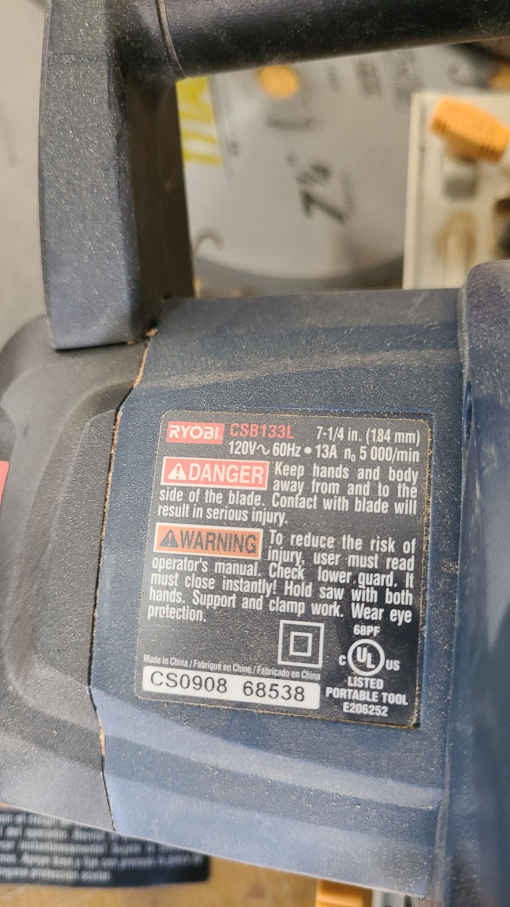 7¼
RYOBI CSB133L 7-1/4 in. (184 mm)
120V~ 60Hz • 13A n₀ 5 000/min
DANGER Keep hands and body
away from and to the
side of the blade. Contact with blade will
result in serious injury.
WARNING To reduce the risk of
injury, user must read
operator's manual. Check lower guard. It
must close instantly! Hold saw with both
hands. Support and clamp work. Wear eye
protection.
68PF
C UL US
LISTED
PORTABLE TOOL
E206252
Made in China / Fabriqué en Chine / Fabricado en China
CS0908 68538